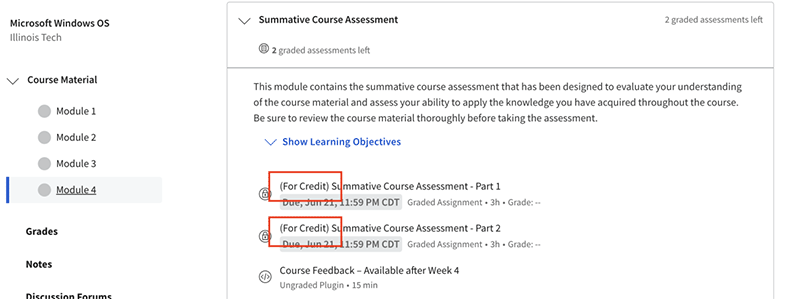 Microsoft Windows OS
Illinois Tech
Course Material
Module 1
Module 2
Module 3
Module 4
Grades
Notes
Discussion Forums
Summative Course Assessment
2 graded assessments left
2 graded assessments left
This module contains the summative course assessment that has been designed to evaluate your understanding
of the course material and assess your ability to apply the knowledge you have acquired throughout the course.
Be sure to review the course material thoroughly before taking the assessment.
Show Learning Objectives
(For Credit) Summative Course Assessment - Part 1
Due, Jun 21, 11:59 PM CDT Graded Assignment • 3h • Grade: --
(For Credit) Summative Course Assessment - Part 2
Due, Jun 21, 11:59 PM CDT Graded Assignment • 3h • Grade: --
Course Feedback – Available after Week 4
Ungraded Plugin • 15 min